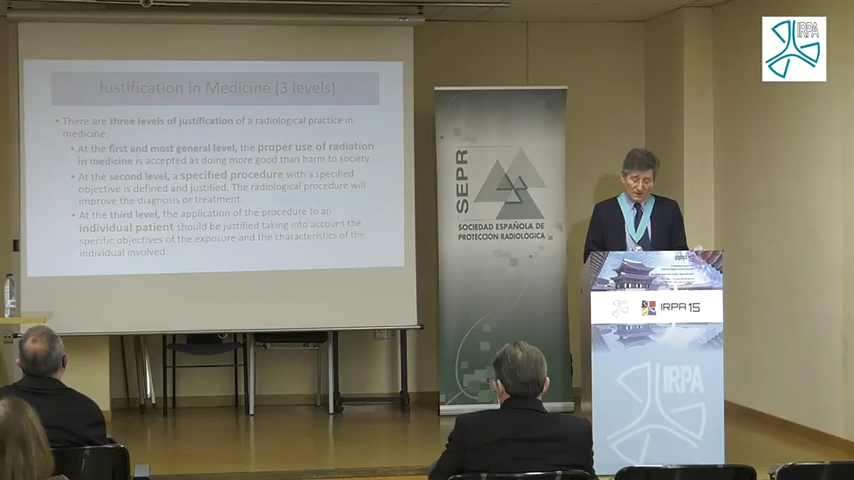 Justification in Medicine (3 levels)
• There are three levels of justification of a radiological practice in
medicine.
• At the first and most general level, the proper use of radiation
in medicine is accepted as doing more good than harm to society
• At the second level, a specified procedure with a specified
objective is defined and justified. The radiological procedure will
improve the diagnosis or treatment.
• At the third level, the application of the procedure to an
individual patient should be justified taking into account the
specific objectives of the exposure and the characteristics of the
individual involved.
SEPR
SOCIEDAD ESPAÑOLA DE
PROTECCIÓN RADIOLÓGICA
IRPA
IRPA 15
IRPA